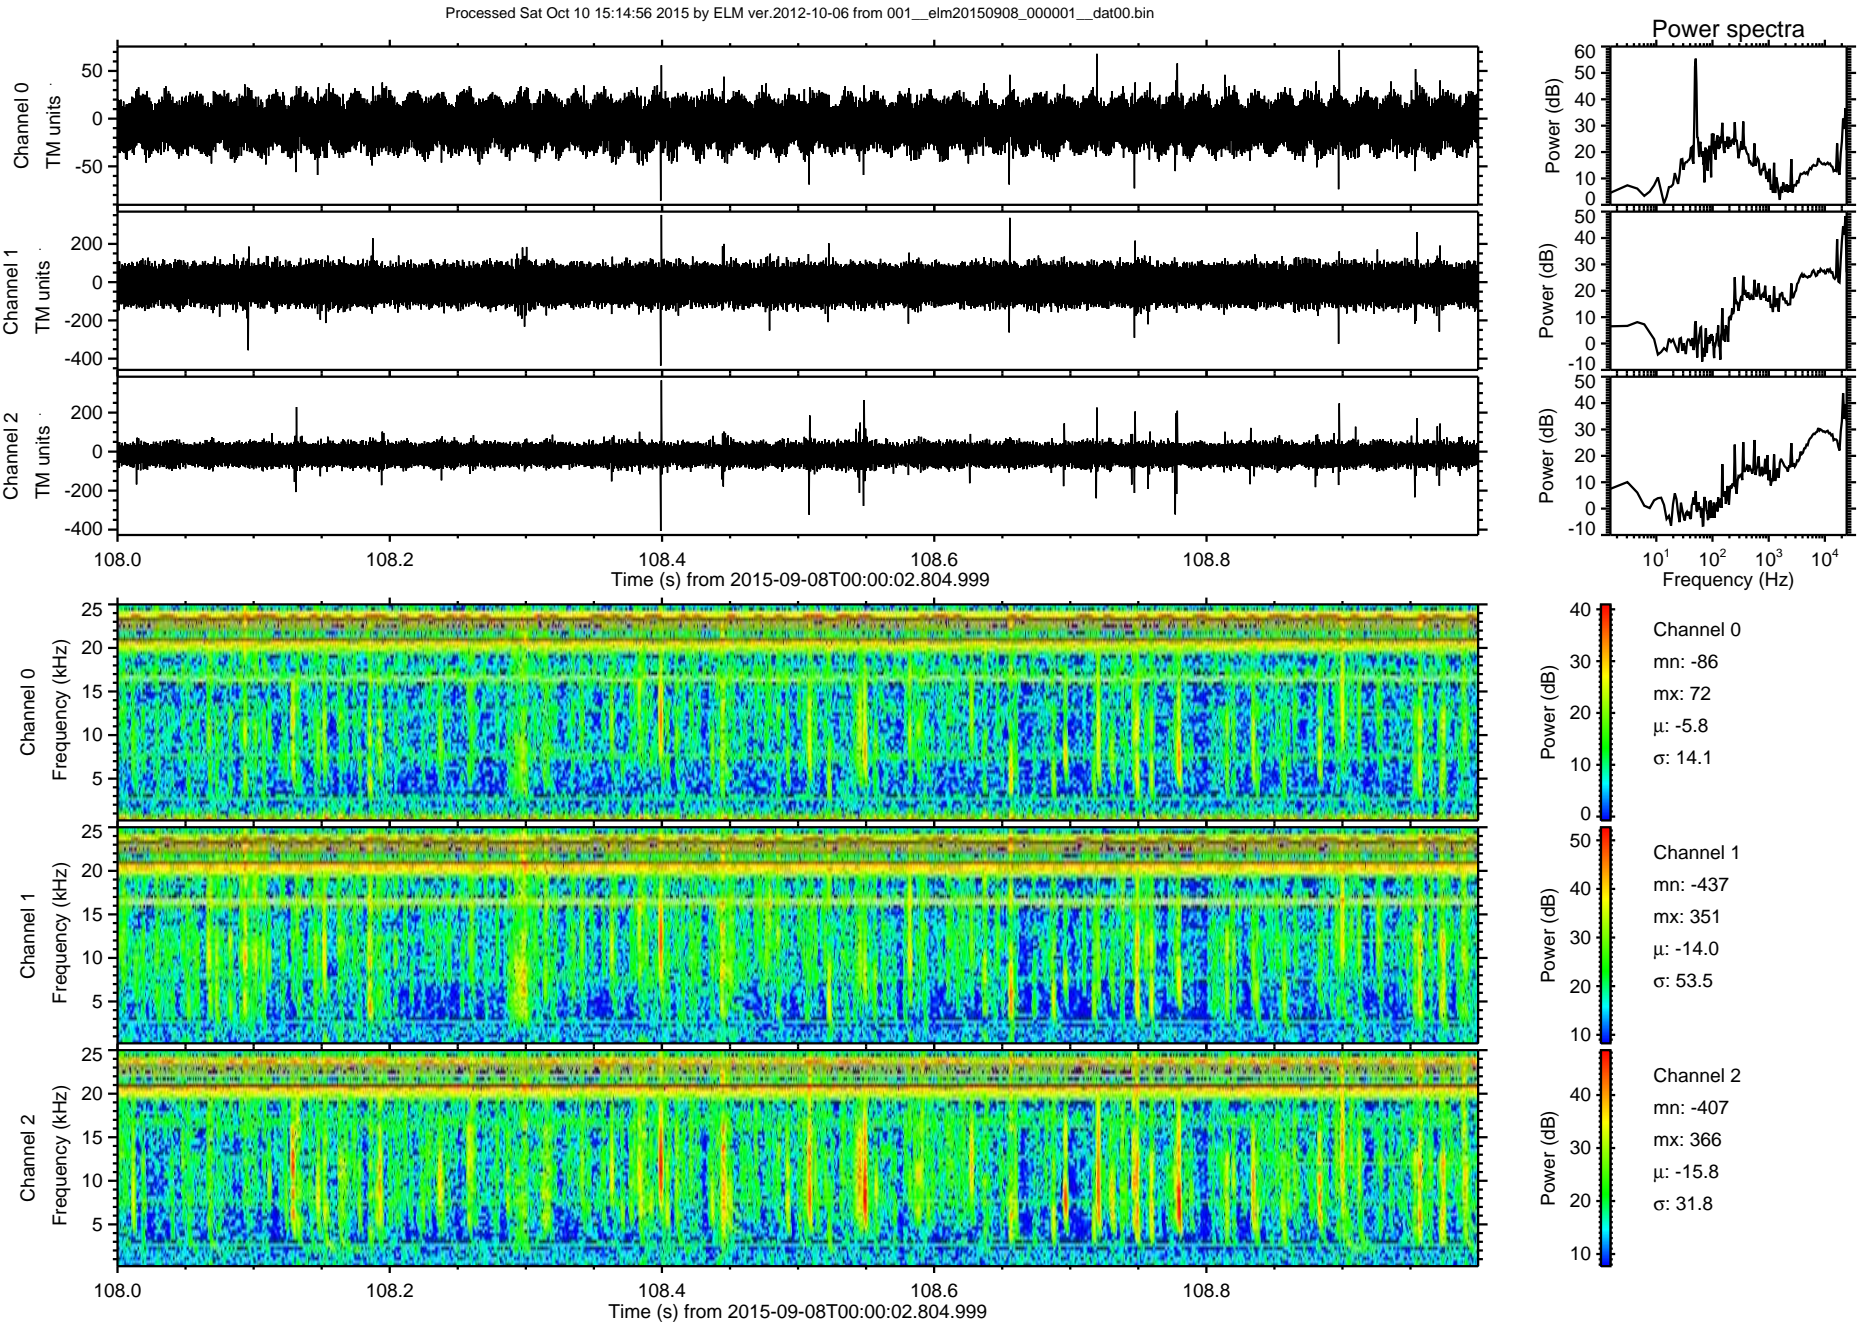 Processed Sat Oct 10 15:14:56 2015 by ELM ver.2012-10-06 from 001__elm20150908_000001__dat00.bin
Power spectra
Channel 0
TM units
50
0
-50
Power (dB)
60
50
40
30
20
10
0
Channel 1
TM units
200
0
-200
-400
Power (dB)
50
40
30
20
10
0
-10
Channel 2
TM units
200
0
-200
-400
Power (dB)
50
40
30
20
10
0
-10
108.0 108.2 108.4 108.6 108.8
Time (s) from 2015-09-08T00:00:02.804.999
10^1 10^2 10^3 10^4
Frequency (Hz)
Channel 0
Frequency (kHz)
25
20
15
10
5
Power (dB)
40
30
20
10
0
Channel 0
mn: -86
mx: 72
μ: -5.8
σ: 14.1
Channel 1
Frequency (kHz)
25
20
15
10
5
Power (dB)
50
40
30
20
10
Channel 1
mn: -437
mx: 351
μ: -14.0
σ: 53.5
Channel 2
Frequency (kHz)
25
20
15
10
5
Power (dB)
40
30
20
10
Channel 2
mn: -407
mx: 366
μ: -15.8
σ: 31.8
108.0 108.2 108.4 108.6 108.8
Time (s) from 2015-09-08T00:00:02.804.999